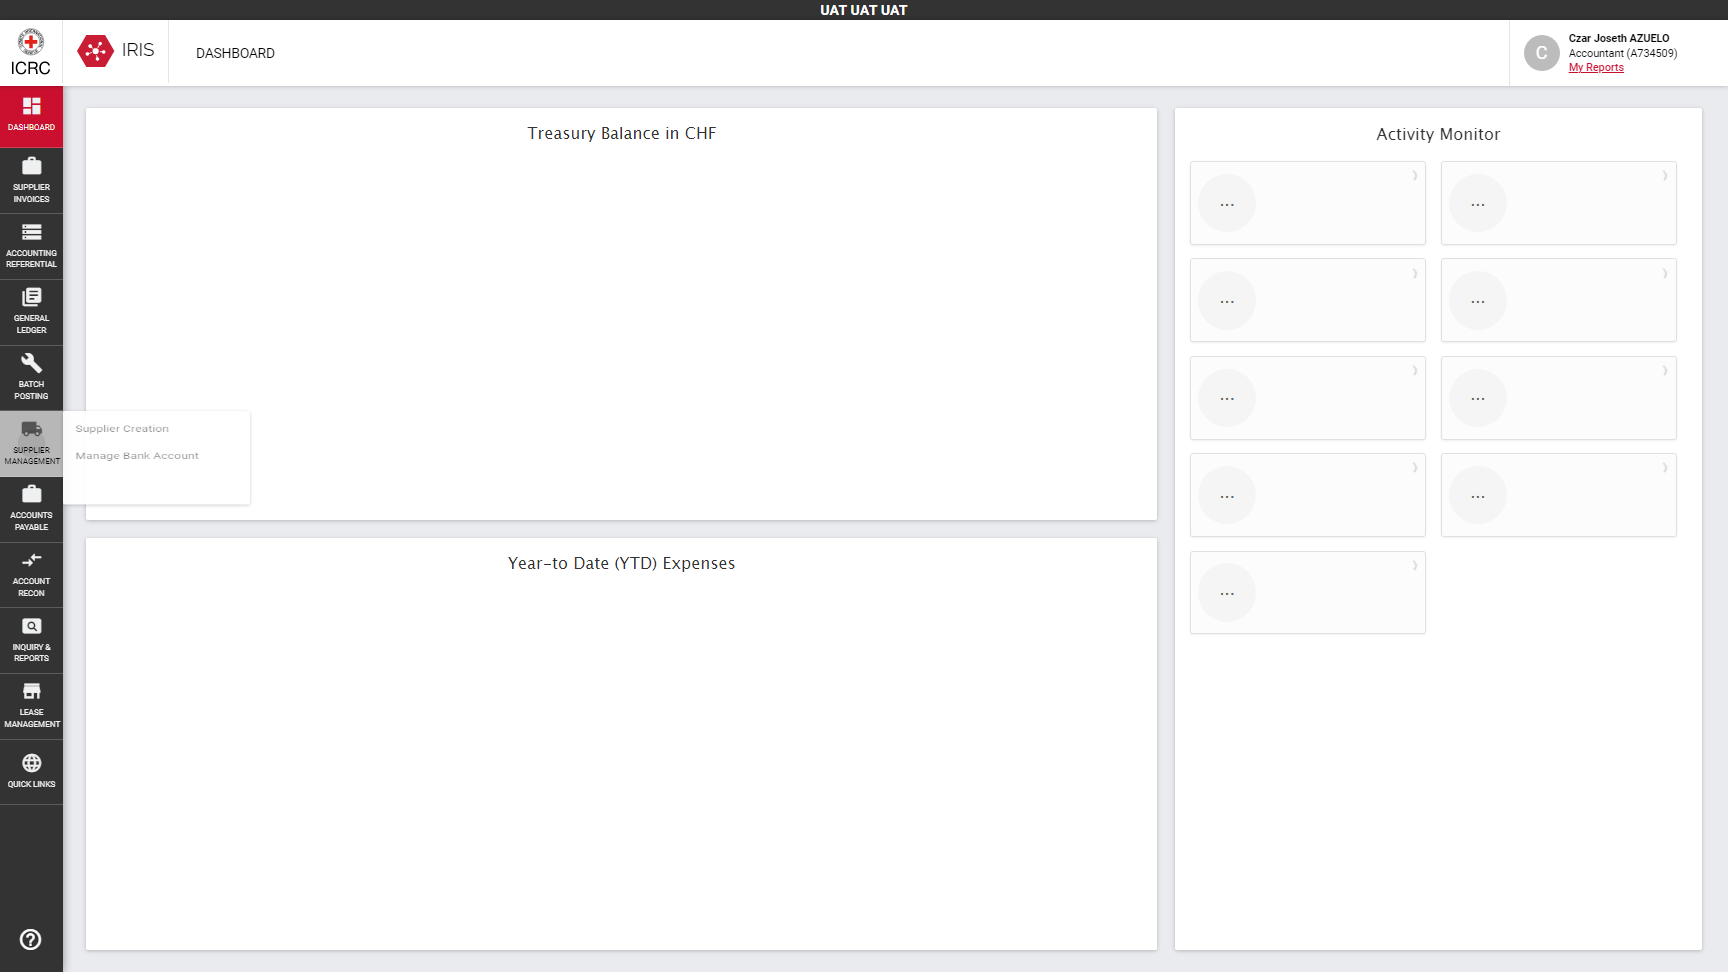 UAT UAT UAT
ICRC
IRIS
DASHBOARD
C
Czar Joseth AZUELO
Accountant (A734509)
My Reports
DASHBOARD
SUPPLIER
INVOICES
ACCOUNTING
REFERENTIAL
GENERAL
LEDGER
BATCH
POSTING
SUPPLIER
MANAGEMENT
Supplier Creation
Manage Bank Account
ACCOUNTS
PAYABLE
ACCOUNT
RECON
INQUIRY &
REPORTS
LEASE
MANAGEMENT
QUICK LINKS
Treasury Balance in CHF
Year-to Date (YTD) Expenses
Activity Monitor
...
...
...
...
...
...
...
...
...